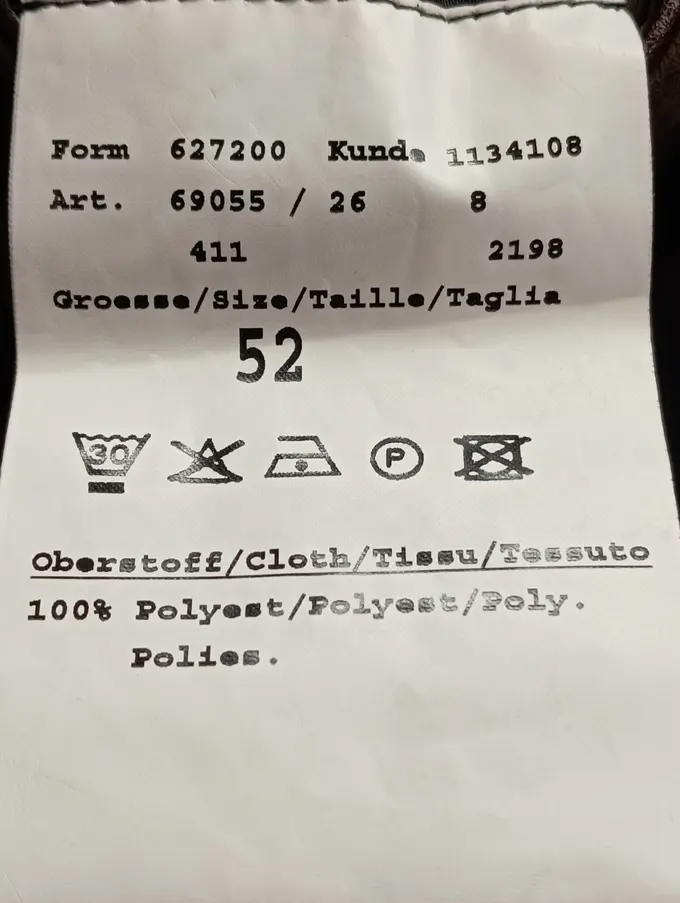 Form 627200 Kunde 1134108
Art. 69055 / 26 8
411 2198
Groesse/Size/Taille/Taglia
52
30 P
Oberstoff/Cloth/Tissu/Tessuto
100% Polyest/Polyest/Poly.
Polies.